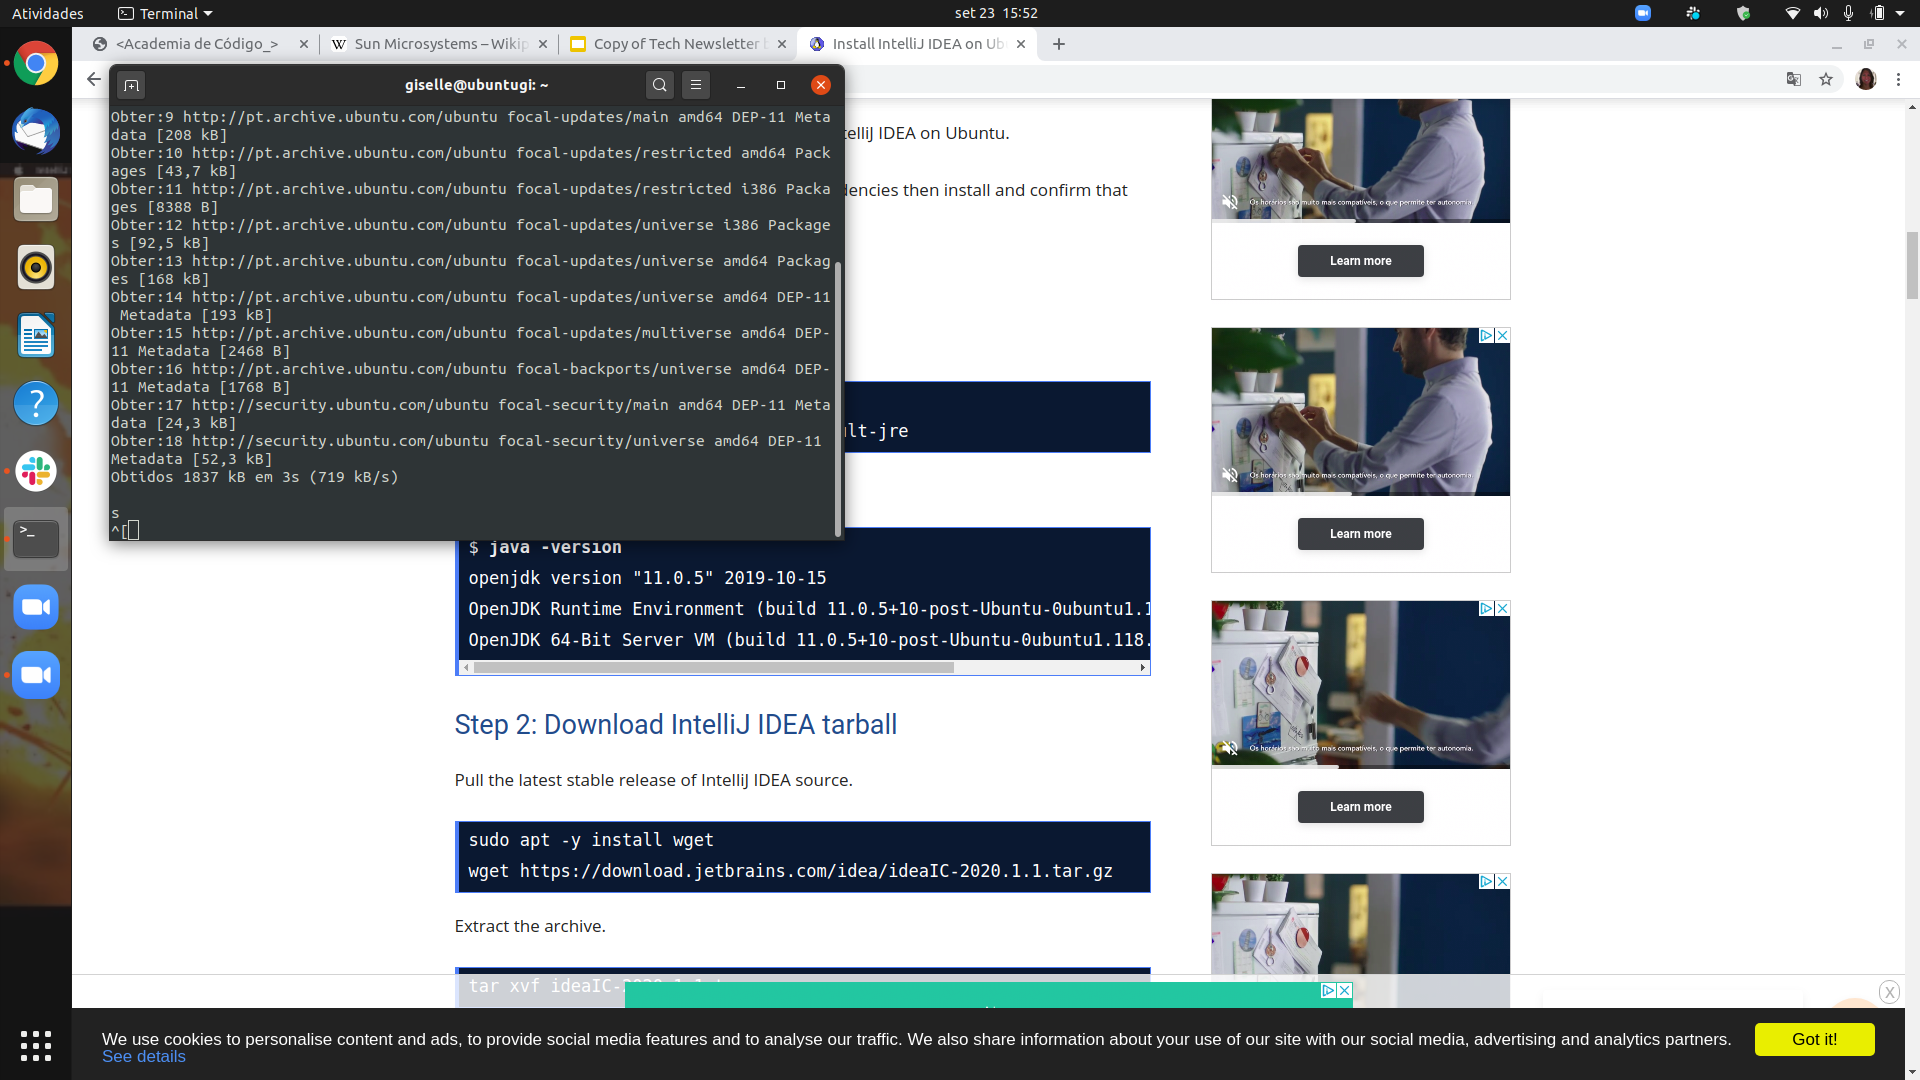 Atividades
Terminal
set 23 15:52
<Academia de Código_>
Sun Microsystems – Wikip
Copy of Tech Newsletter b
Install IntelliJ IDEA on Ub
giselle@ubuntugi: ~
Obter:9 http://pt.archive.ubuntu.com/ubuntu focal-updates/main amd64 DEP-11 Meta
data [208 kB]
Obter:10 http://pt.archive.ubuntu.com/ubuntu focal-updates/restricted amd64 Pack
ages [43,7 kB]
Obter:11 http://pt.archive.ubuntu.com/ubuntu focal-updates/restricted i386 Packa
ges [8388 B]
Obter:12 http://pt.archive.ubuntu.com/ubuntu focal-updates/universe i386 Package
s [92,5 kB]
Obter:13 http://pt.archive.ubuntu.com/ubuntu focal-updates/universe amd64 Packag
es [168 kB]
Obter:14 http://pt.archive.ubuntu.com/ubuntu focal-updates/universe amd64 DEP-11
Metadata [193 kB]
Obter:15 http://pt.archive.ubuntu.com/ubuntu focal-updates/multiverse amd64 DEP-
11 Metadata [2468 B]
Obter:16 http://pt.archive.ubuntu.com/ubuntu focal-backports/universe amd64 DEP-
11 Metadata [1768 B]
Obter:17 http://security.ubuntu.com/ubuntu focal-security/main amd64 DEP-11 Meta
data [24,3 kB]
Obter:18 http://security.ubuntu.com/ubuntu focal-security/universe amd64 DEP-11
Metadata [52,3 kB]
Obtidos 1837 kB em 3s (719 kB/s)
s
^[
telliJ IDEA on Ubuntu.
dencies then install and confirm that
ult-jre
$ java -version
openjdk version "11.0.5" 2019-10-15
OpenJDK Runtime Environment (build 11.0.5+10-post-Ubuntu-0ubuntu1.1
OpenJDK 64-Bit Server VM (build 11.0.5+10-post-Ubuntu-0ubuntu1.118.
Step 2: Download IntelliJ IDEA tarball
Pull the latest stable release of IntelliJ IDEA source.
sudo apt -y install wget
wget https://download.jetbrains.com/idea/ideaIC-2020.1.1.tar.gz
Extract the archive.
tar xvf ideaIC-
Os horários são muito mais compatíveis, o que permite ter autonomia.
Learn more
Os horários são muito mais compatíveis, o que permite ter autonomia.
Learn more
Os horários são muito mais compatíveis, o que permite ter autonomia.
Learn more
X
We use cookies to personalise content and ads, to provide social media features and to analyse our traffic. We also share information about your use of our site with our social media, advertising and analytics partners.
See details
Got it!